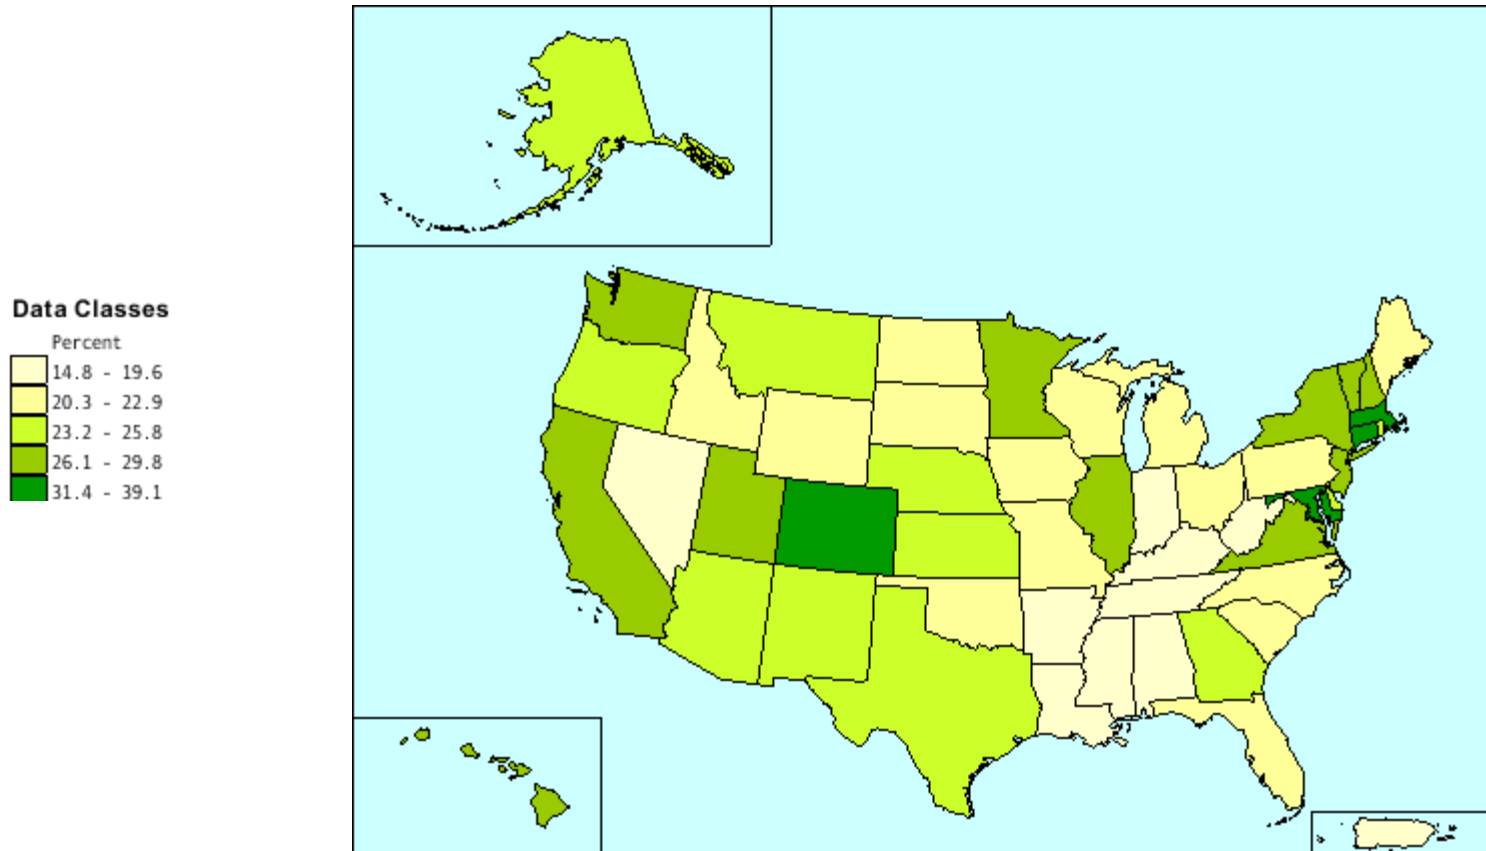 Data Classes
Percent
14.8 - 19.6
20.3 - 22.9
23.2 - 25.8
26.1 - 29.8
31.4 - 39.1